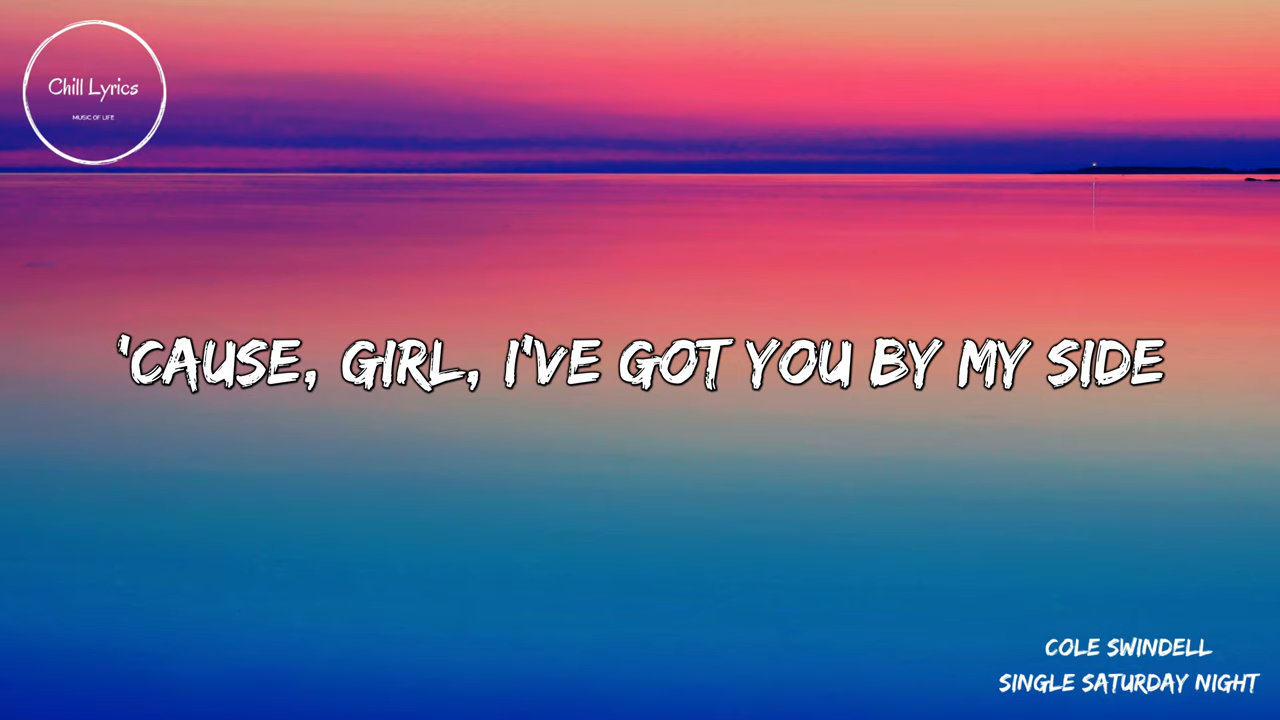 Chill Lyrics
MUSIC OF LIFE
'CAUSE, GIRL, I'VE GOT YOU BY MY SIDE
COLE SWINDELL
SINGLE SATURDAY NIGHT